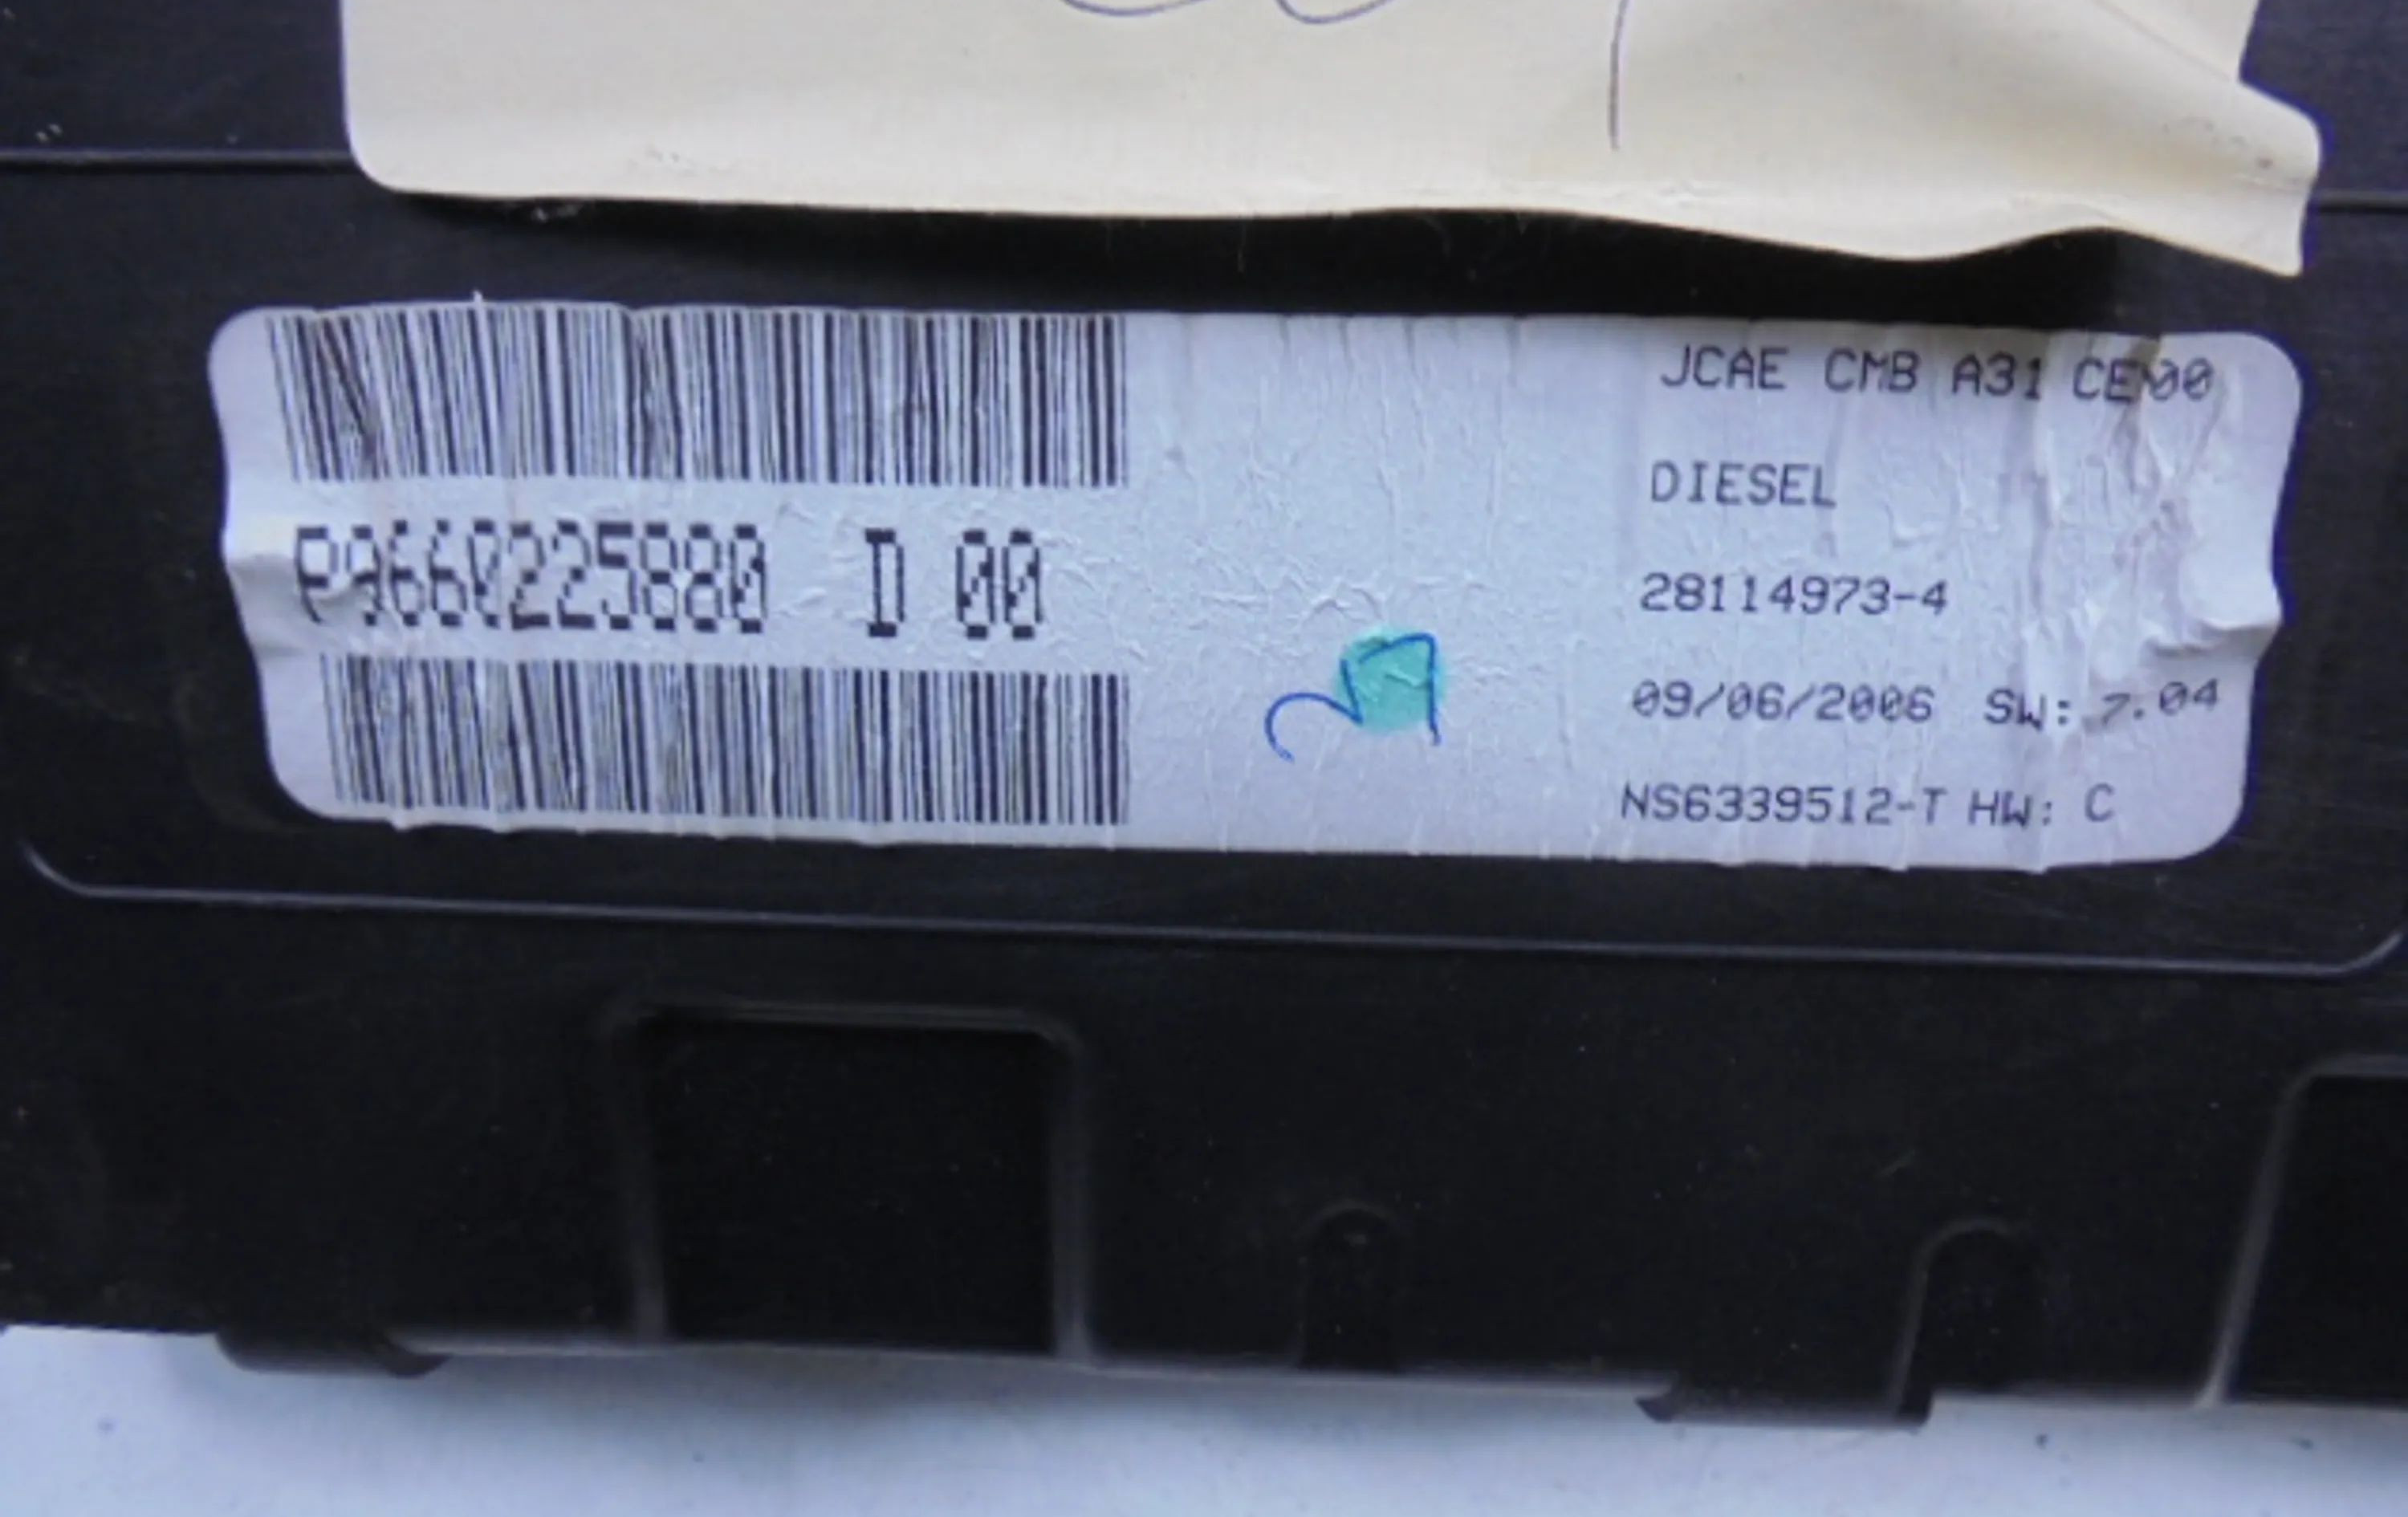 P9660225880 D 00
JCAE CMB A31 CE00
DIESEL
28114973-4
09/06/2006 SW: 7.04
NS6339512-T HW: C